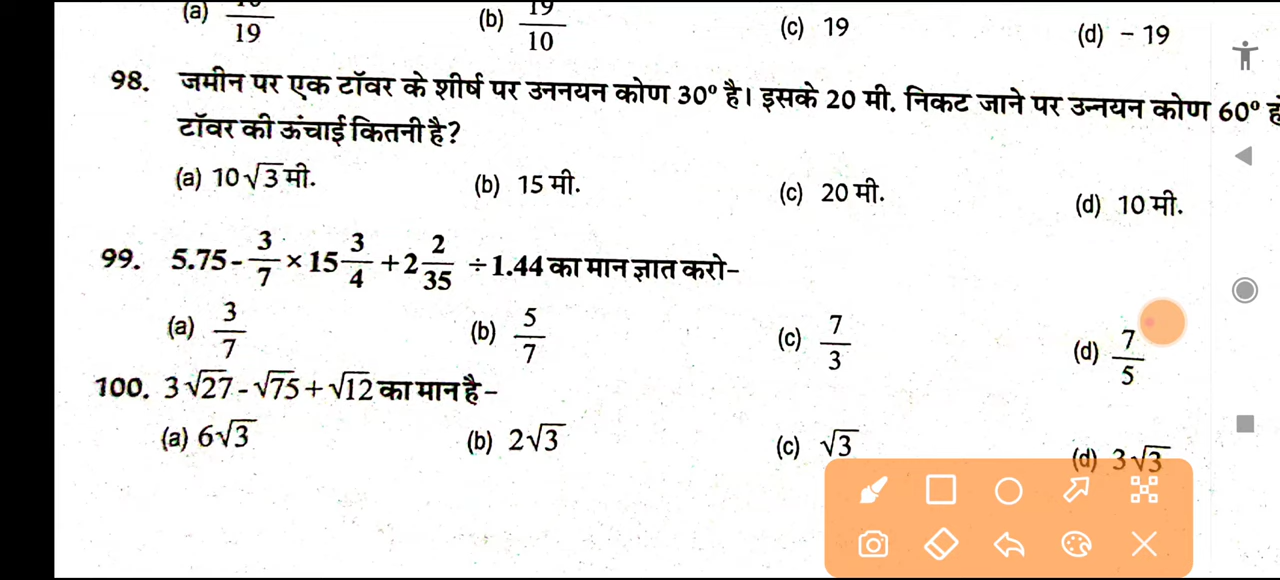 (a) 10/19 (b) 19/10 (c) 19 (d) - 19
98. जमीन पर एक टॉवर के शीर्ष पर उननयन कोण 30° है। इसके 20 मी. निकट जाने पर उन्नयन कोण 60°
टॉवर की ऊंचाई कितनी है?
(a) 10√3 मी. (b) 15 मी. (c) 20 मी. (d) 10 मी.
99. 5.75 - 3/7 × 15 3/4 + 2 2/35 ÷ 1.44 का मान ज्ञात करो-
(a) 3/7 (b) 5/7 (c) 7/3 (d) 7/5
100. 3√27 - √75 + √12 का मान है -
(a) 6√3 (b) 2√3 (c) √3 (d) 3√3